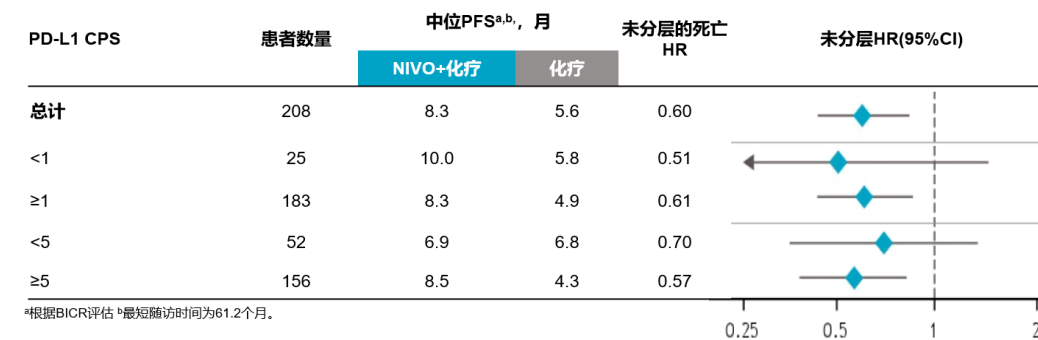 PD-L1 CPS 患者数量 中位PFSa,b,，月 未分层的死亡HR 未分层HR(95%CI)
NIVO+化疗 化疗
总计 208 8.3 5.6 0.60
<1 25 10.0 5.8 0.51
≥1 183 8.3 4.9 0.61
<5 52 6.9 6.8 0.70
≥5 156 8.5 4.3 0.57
a根据BICR评估 b最短随访时间为61.2个月。
0.25 0.5 1 2